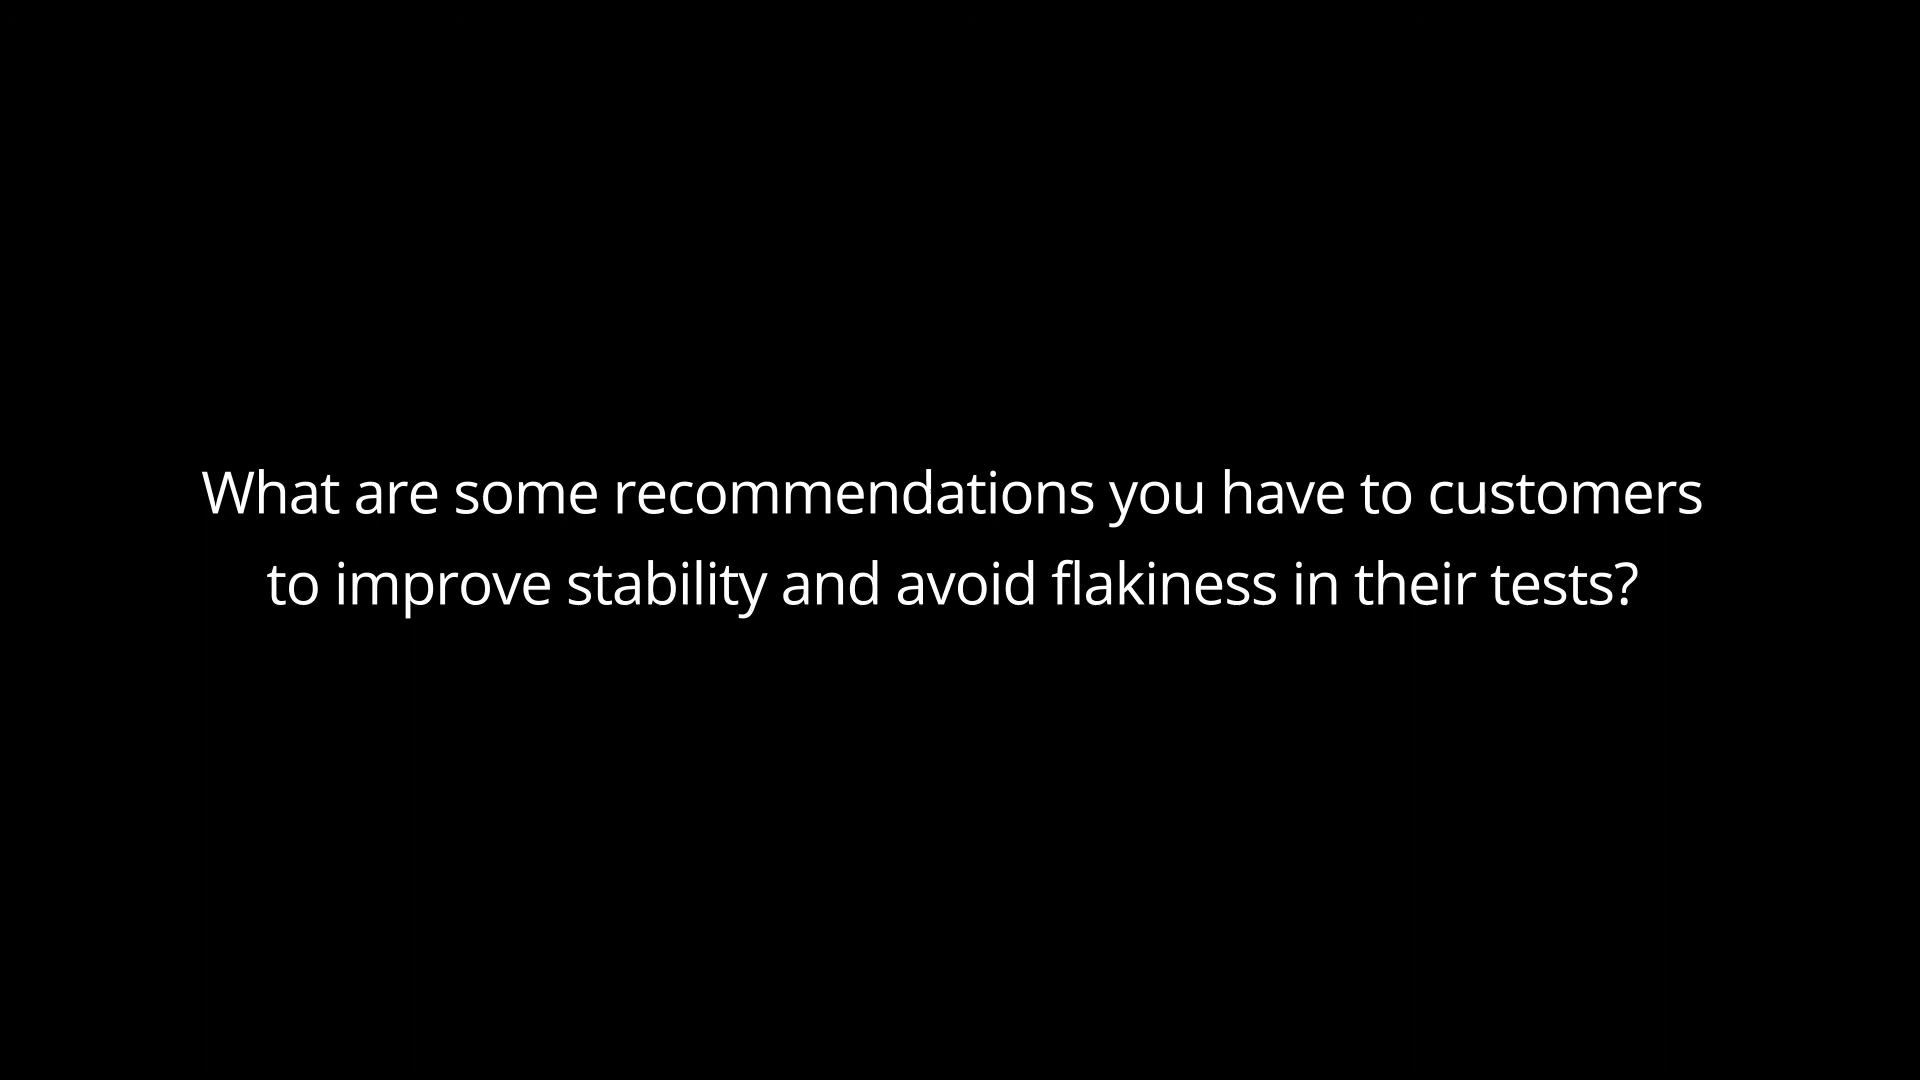 What are some recommendations you have to customers
to improve stability and avoid flakiness in their tests?